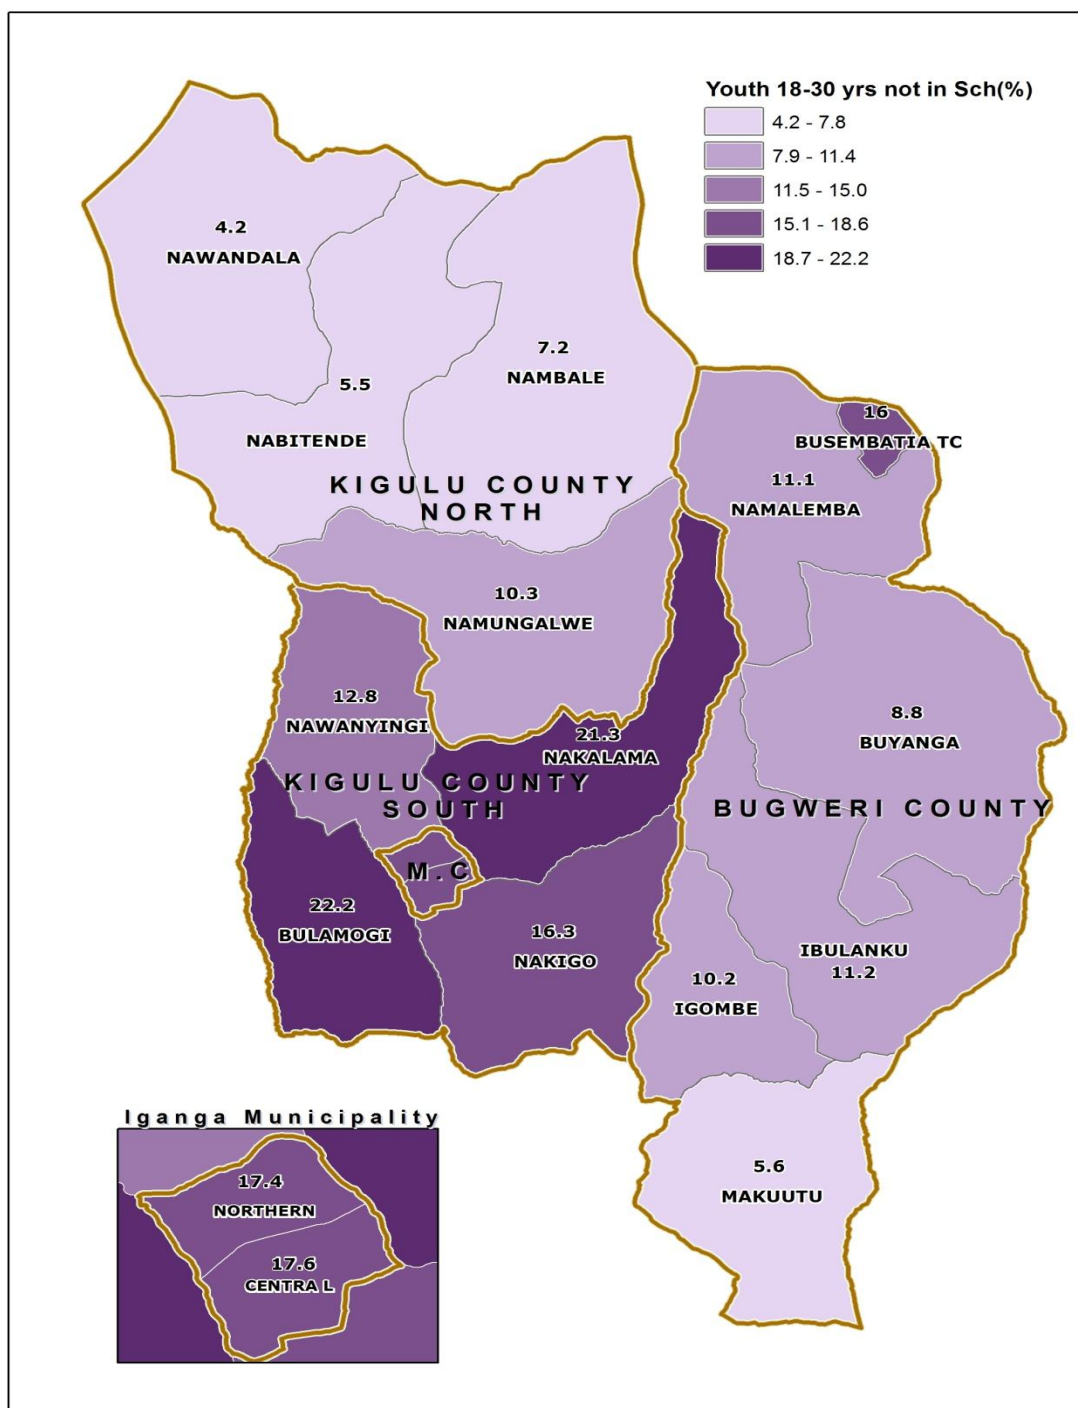 Youth 18-30 yrs not in Sch(%)
4.2 - 7.8
7.9 - 11.4
11.5 - 15.0
15.1 - 18.6
18.7 - 22.2
4.2
NAWANDALA
7.2
NAMBALE
5.5
NABITENDE
16
BUSEMBATIA TC
KIGULU COUNTY
NORTH
11.1
NAMALEMBA
10.3
NAMUNGALWE
12.8
NAWANYINGI
21.3
NAKALAMA
8.8
BUYANGA
KIGULU COUNTY
SOUTH
BUGWERI COUNTY
M.C
22.2
BULAMOGI
16.3
NAKIGO
IBULANKU
11.2
10.2
IGOMBE
Iganga Municipality
17.4
NORTHERN
17.6
CENTRA L
5.6
MAKUUTU